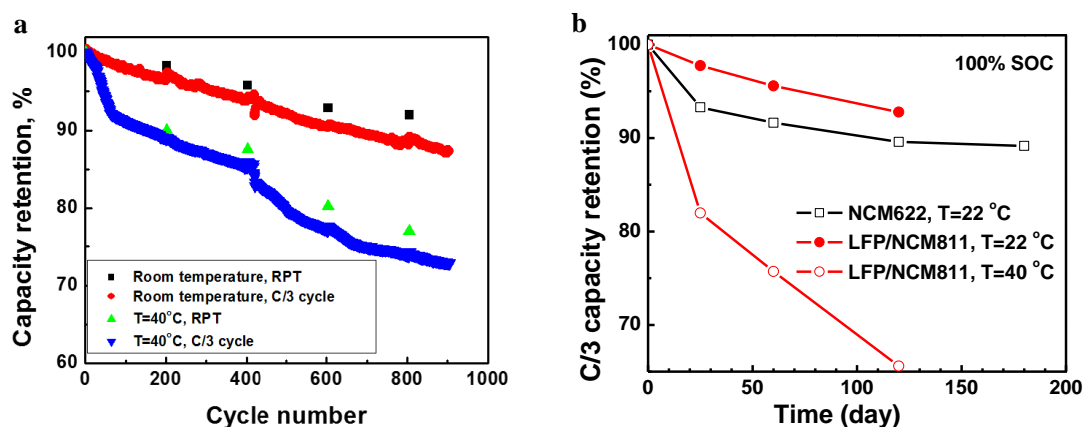 a
Capacity retention, %
100
90
80
70
60
0
200
400
600
800
1000
Cycle number
Room temperature, RPT
Room temperature, C/3 cycle
T=40°C, RPT
T=40°C, C/3 cycle
b
C/3 capacity retention (%)
100
90
80
70
0
50
100
150
200
Time (day)
100% SOC
NCM622, T=22 °C
LFP/NCM811, T=22 °C
LFP/NCM811, T=40 °C